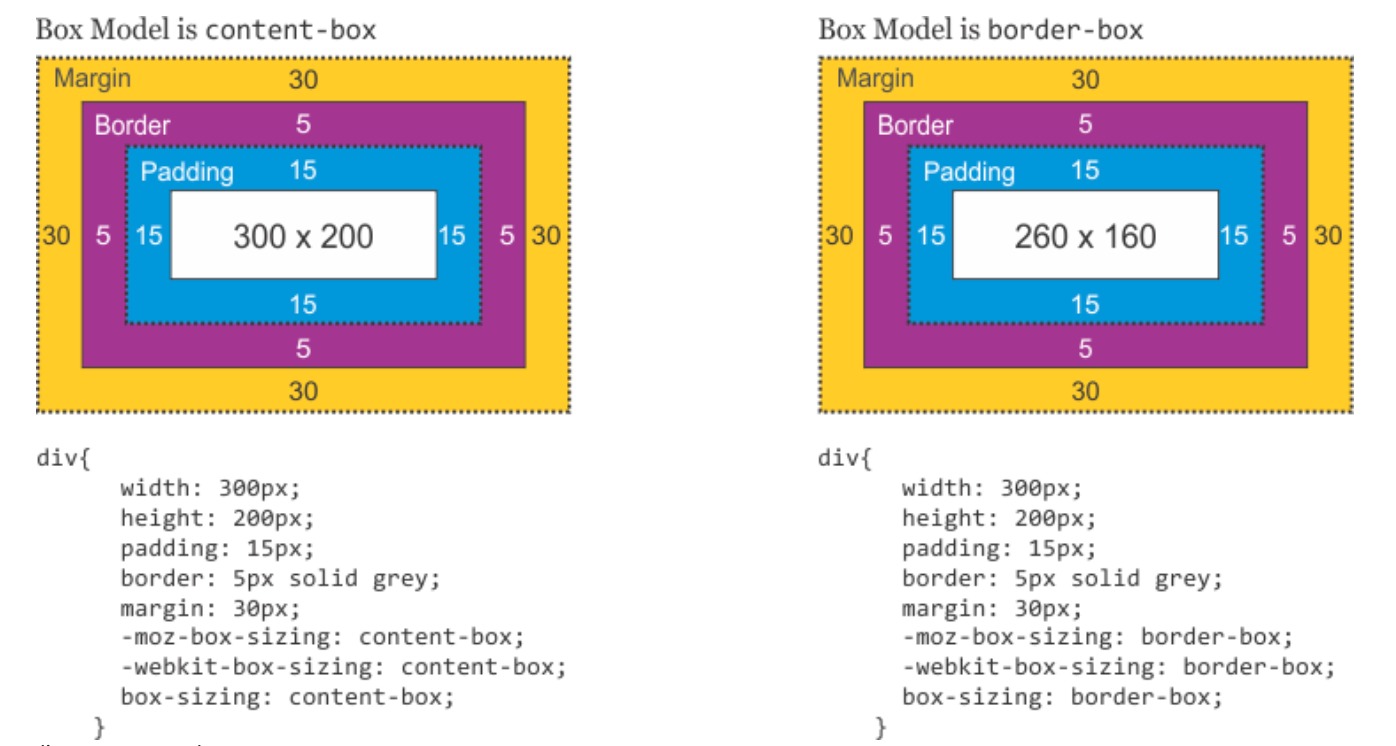 Box Model is content-box
Margin 30
Border 5
Padding 15
30 5 15 300 x 200 15 5 30
15
5
30
div{
width: 300px;
height: 200px;
padding: 15px;
border: 5px solid grey;
margin: 30px;
-moz-box-sizing: content-box;
-webkit-box-sizing: content-box;
box-sizing: content-box;
}
Box Model is border-box
Margin 30
Border 5
Padding 15
30 5 15 260 x 160 15 5 30
15
5
30
div{
width: 300px;
height: 200px;
padding: 15px;
border: 5px solid grey;
margin: 30px;
-moz-box-sizing: border-box;
-webkit-box-sizing: border-box;
box-sizing: border-box;
}